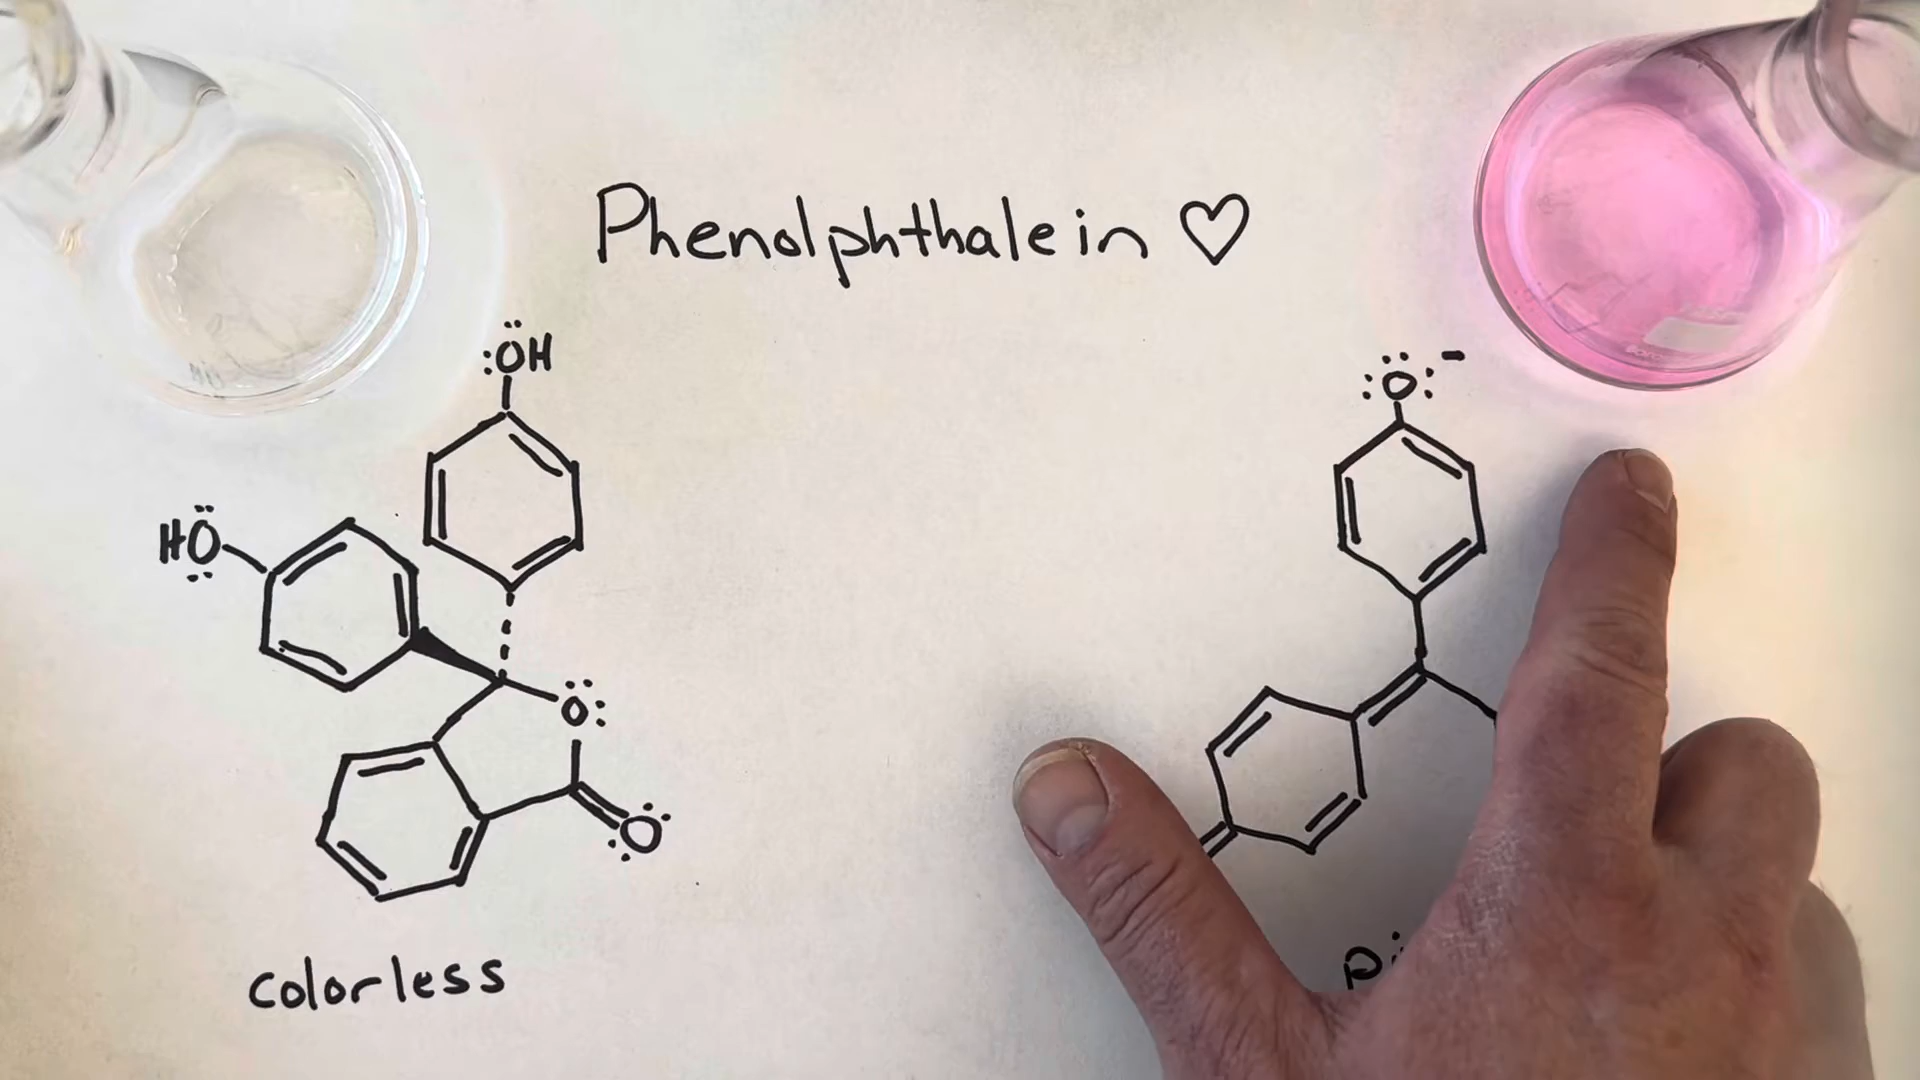 Phenolphthalein ♡
:ÖH
:Ö: -
HÖ
O:
O
colorless